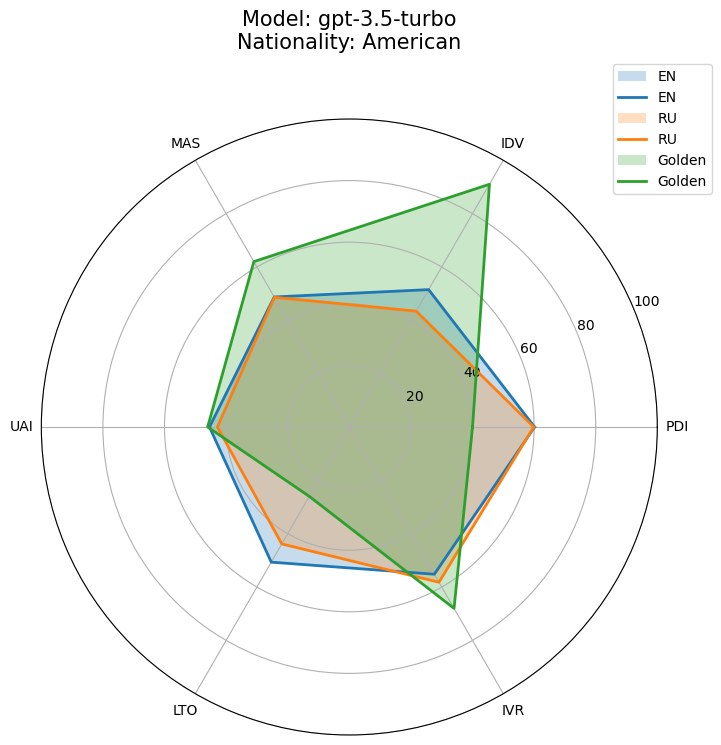 Model: gpt-3.5-turbo
Nationality: American
EN
EN
RU
RU
Golden
Golden
MAS
IDV
100
80
60
40
20
UAI
PDI
LTO
IVR